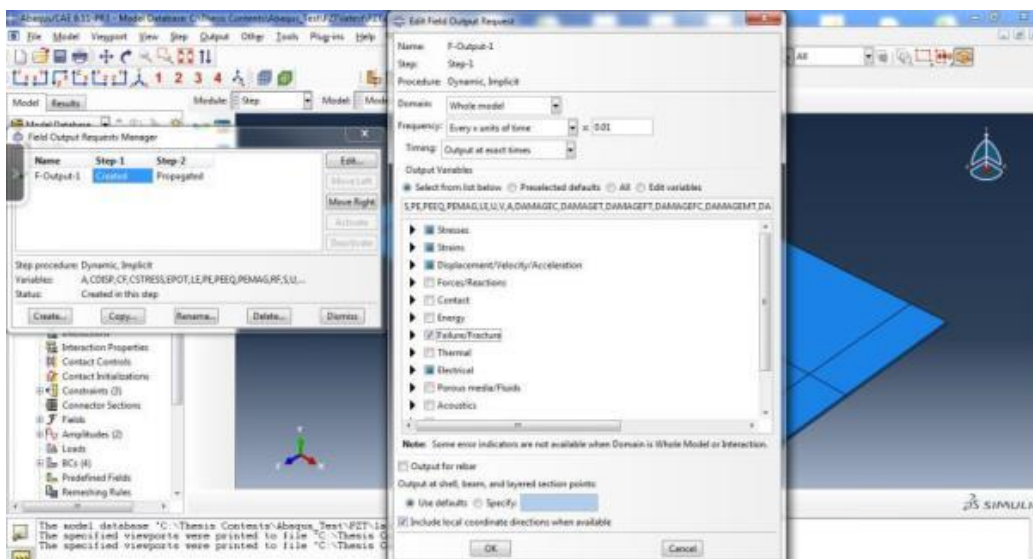 Abaqus/CAE 6.11-PR3 - Model Database: C:\Thesis Contents\Abaqus_Test\PZT\
File Model Viewport View Step Output Other Tools Plug-ins Help
1 2 3 4
All
Model Results
Module: Step Model:
Model Database
Field Output Requests Manager
Name Step-1 Step-2
F-Output-1 Created Propagated
Edit...
Move Left
Move Right
Activate
Deactivate
Step procedure: Dynamic, Implicit
Variables: A,CDISP,CF,CSTRESS,EPOT,LE,PE,PEEQ,PEMAG,RF,S,U,...
Status: Created in this step
Create... Copy... Rename... Delete... Dismiss
Interaction Properties
Contact Controls
Contact Initializations
Constraints (3)
Connector Sections
Fields
Amplitudes (2)
Loads
BCs (4)
Predefined Fields
Remeshing Rules
Edit Field Output Request
Name: F-Output-1
Step: Step-1
Procedure: Dynamic, Implicit
Domain: Whole model
Frequency: Every x units of time x: 0.01
Timing: Output at exact times
Output Variables
Select from list below Preselected defaults All Edit variables
S,PE,PEEQ,PEMAG,LE,U,V,A,DAMAGEC,DAMAGET,DAMAGEFT,DAMAGEFC,DAMAGEMT,DA
Stresses
Strains
Displacement/Velocity/Acceleration
Forces/Reactions
Contact
Energy
Failure/Fracture
Thermal
Electrical
Porous media/Fluids
Acoustics
Note: Some error indicators are not available when Domain is Whole Model or Interaction.
Output for rebar
Output at shell, beam, and layered section points:
Use defaults Specify:
Include local coordinate directions when available
OK Cancel
SIMULI
The model database "C:\Thesis Contents\Abaqus_Test\PZT\
The specified viewports were printed to file "C:\Thesis C
The specified viewports were printed to file "C:\Thesis C